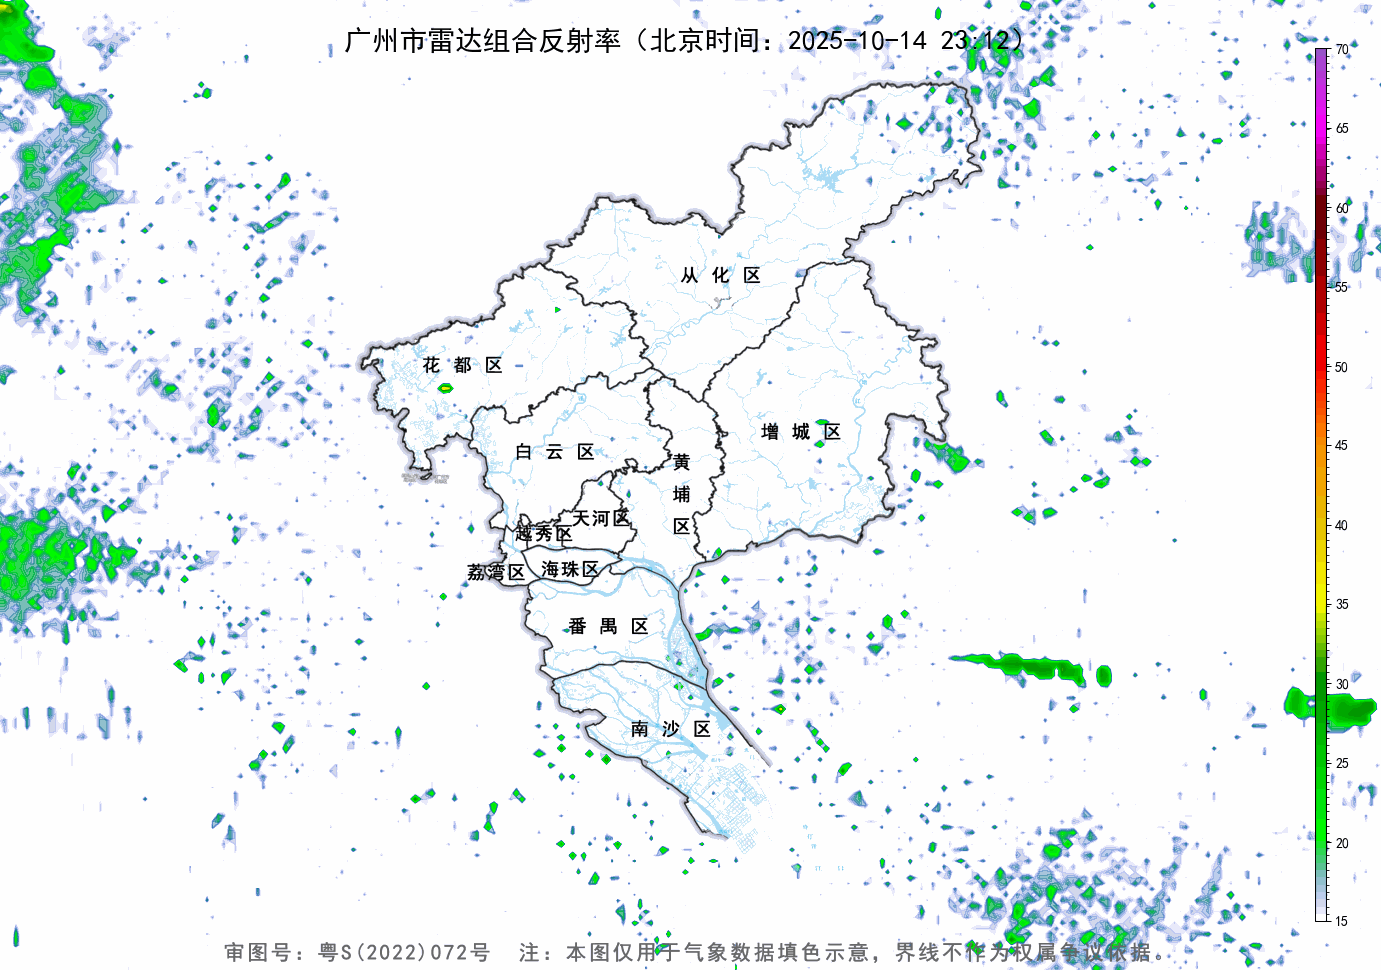 广州市雷达组合反射率（北京时间：2025-10-14 23:12）
70
65
60
55
50
45
40
35
30
25
20
15
从化区
花都区
增城区
白云区
黄埔区
天河区
越秀区
荔湾区
海珠区
番禺区
南沙区
审图号：粤S(2022)072号 注：本图仅用于气象数据填色示意，界线不作为权属争议依据。